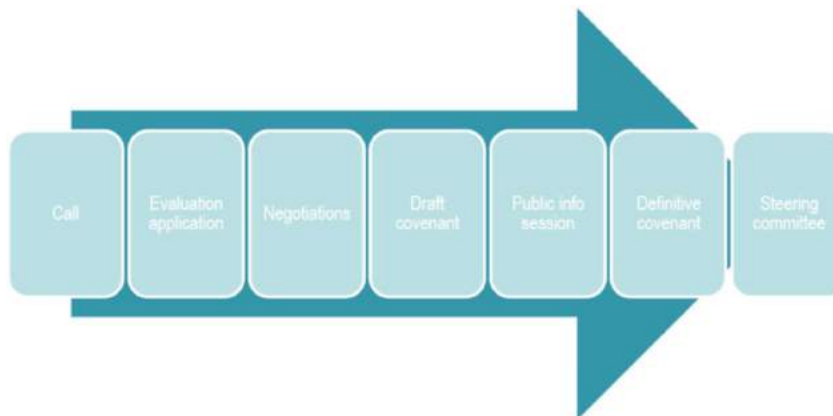 Call
Evaluation
application
Negotiations
Draft
covenant
Public info
session
Definitive
covenant
Steering
committee